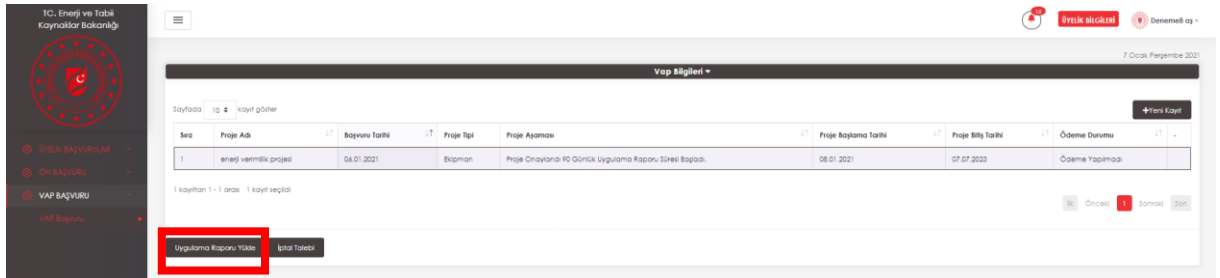 T.C. Enerji ve Tabii
Kaynaklar Bakanlığı
15
ÜYELİK BİLGİLERİ
Deneme8 aş
7 Ocak Perşembe 2021
Vap Bilgileri
Sayfada 10 kayıt göster
+Yeni Kayıt
Sıra Proje Adı Başvuru Tarihi Proje Tipi Proje Aşaması Proje Başlama Tarihi Proje Bitiş Tarihi Ödeme Durumu -
1 enerji verimilik projesi 06.01.2021 Ekipman Proje Onaylandı 90 Günlük Uygulama Raporu Süresi Başladı. 08.01.2021 07.07.2023 Ödeme Yapılmadı
1 kayıttan 1 - 1 arası 1 kayıt seçildi
İlk Önceki 1 Sonraki Son
ÜYELİK BAŞVURULAR
ÖN BAŞVURU
VAP BAŞVURU
VAP Başvuru
Uygulama Raporu Yükle İptal Talebi